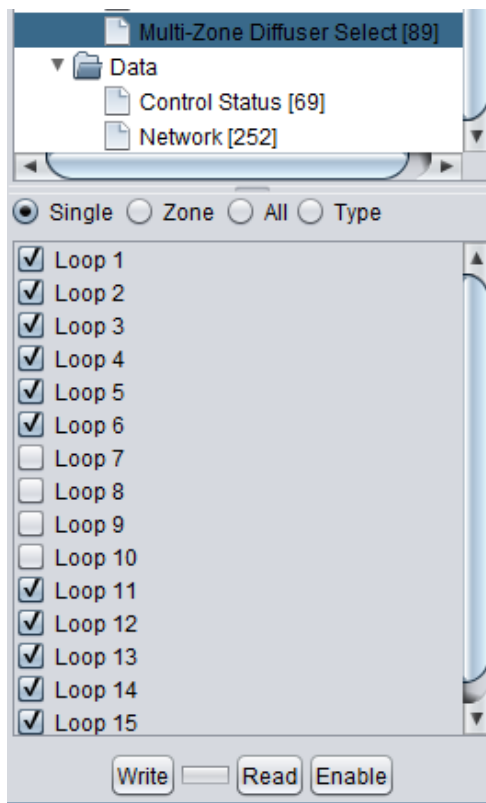 Multi-Zone Diffuser Select [89]
Data
Control Status [69]
Network [252]
Single Zone All Type
Loop 1
Loop 2
Loop 3
Loop 4
Loop 5
Loop 6
Loop 7
Loop 8
Loop 9
Loop 10
Loop 11
Loop 12
Loop 13
Loop 14
Loop 15
Write Read Enable